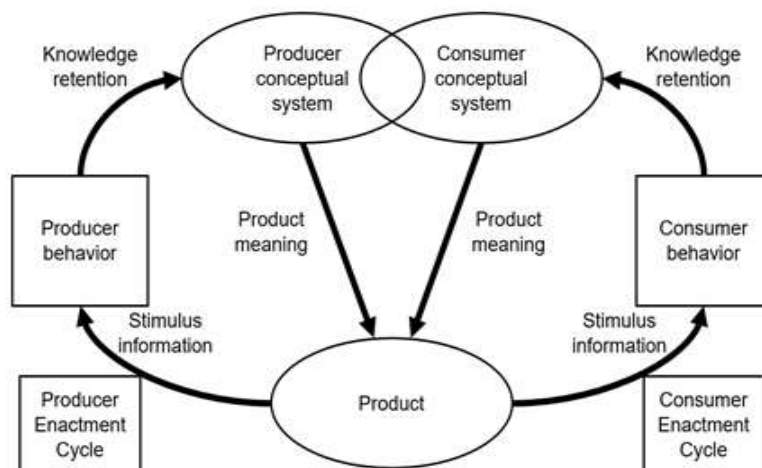 Knowledge
retention
Producer
conceptual
system
Consumer
conceptual
system
Knowledge
retention
Producer
behavior
Product
meaning
Product
meaning
Consumer
behavior
Stimulus
information
Stimulus
information
Producer
Enactment
Cycle
Product
Consumer
Enactment
Cycle